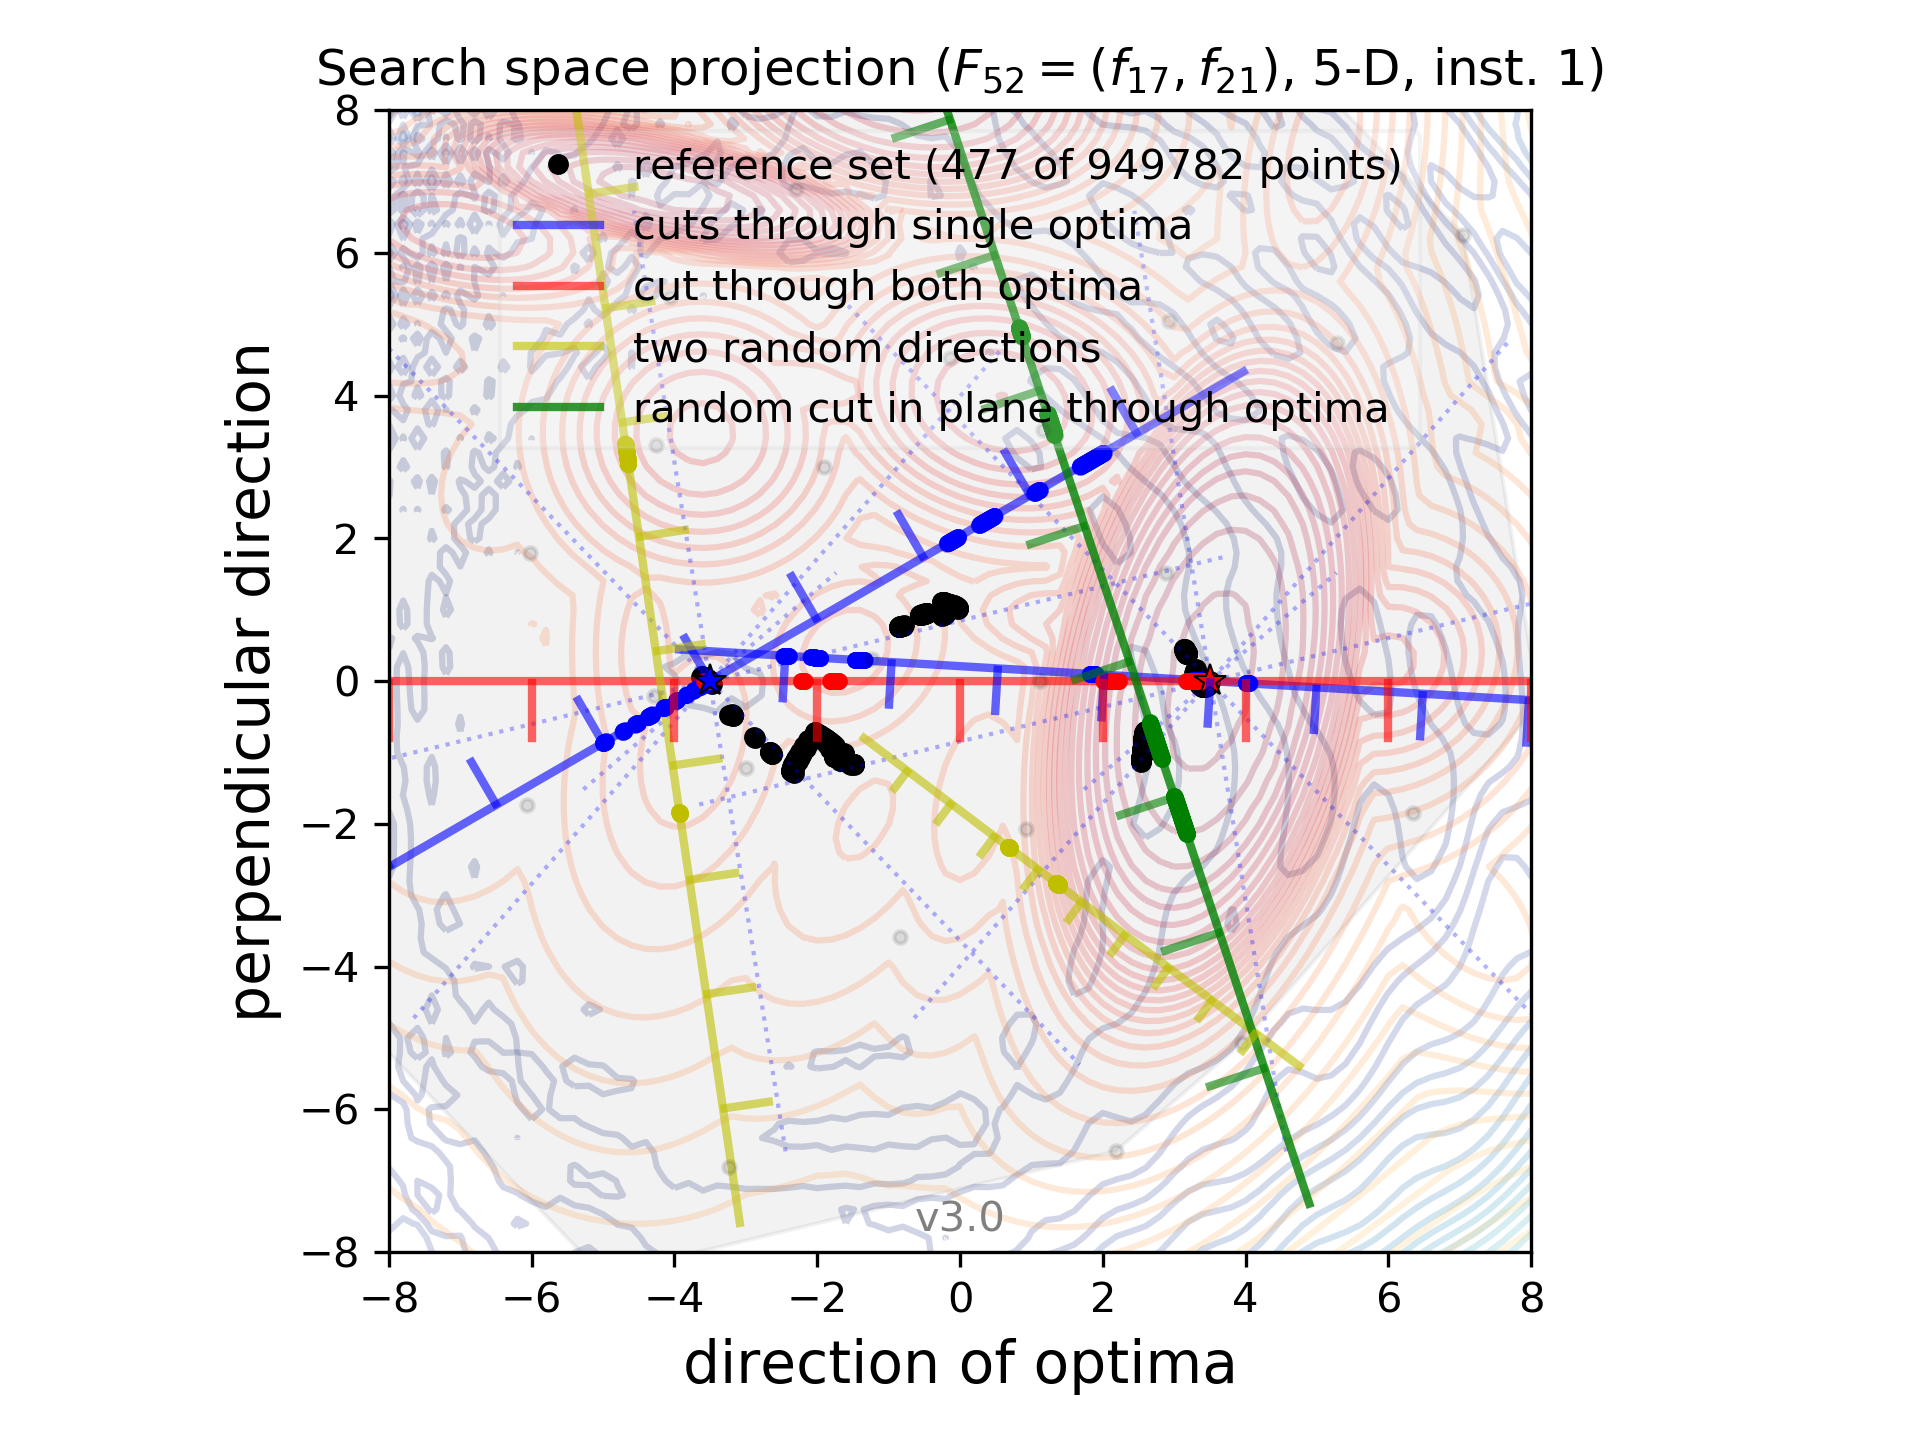 Search space projection (F₅₂ = (f₁₇, f₂₁), 5-D, inst. 1)
reference set (477 of 949782 points)
cuts through single optima
cut through both optima
two random directions
random cut in plane through optima
perpendicular direction
8
6
4
2
0
−2
−4
−6
−8
v3.0
−8 −6 −4 −2 0 2 4 6 8
direction of optima